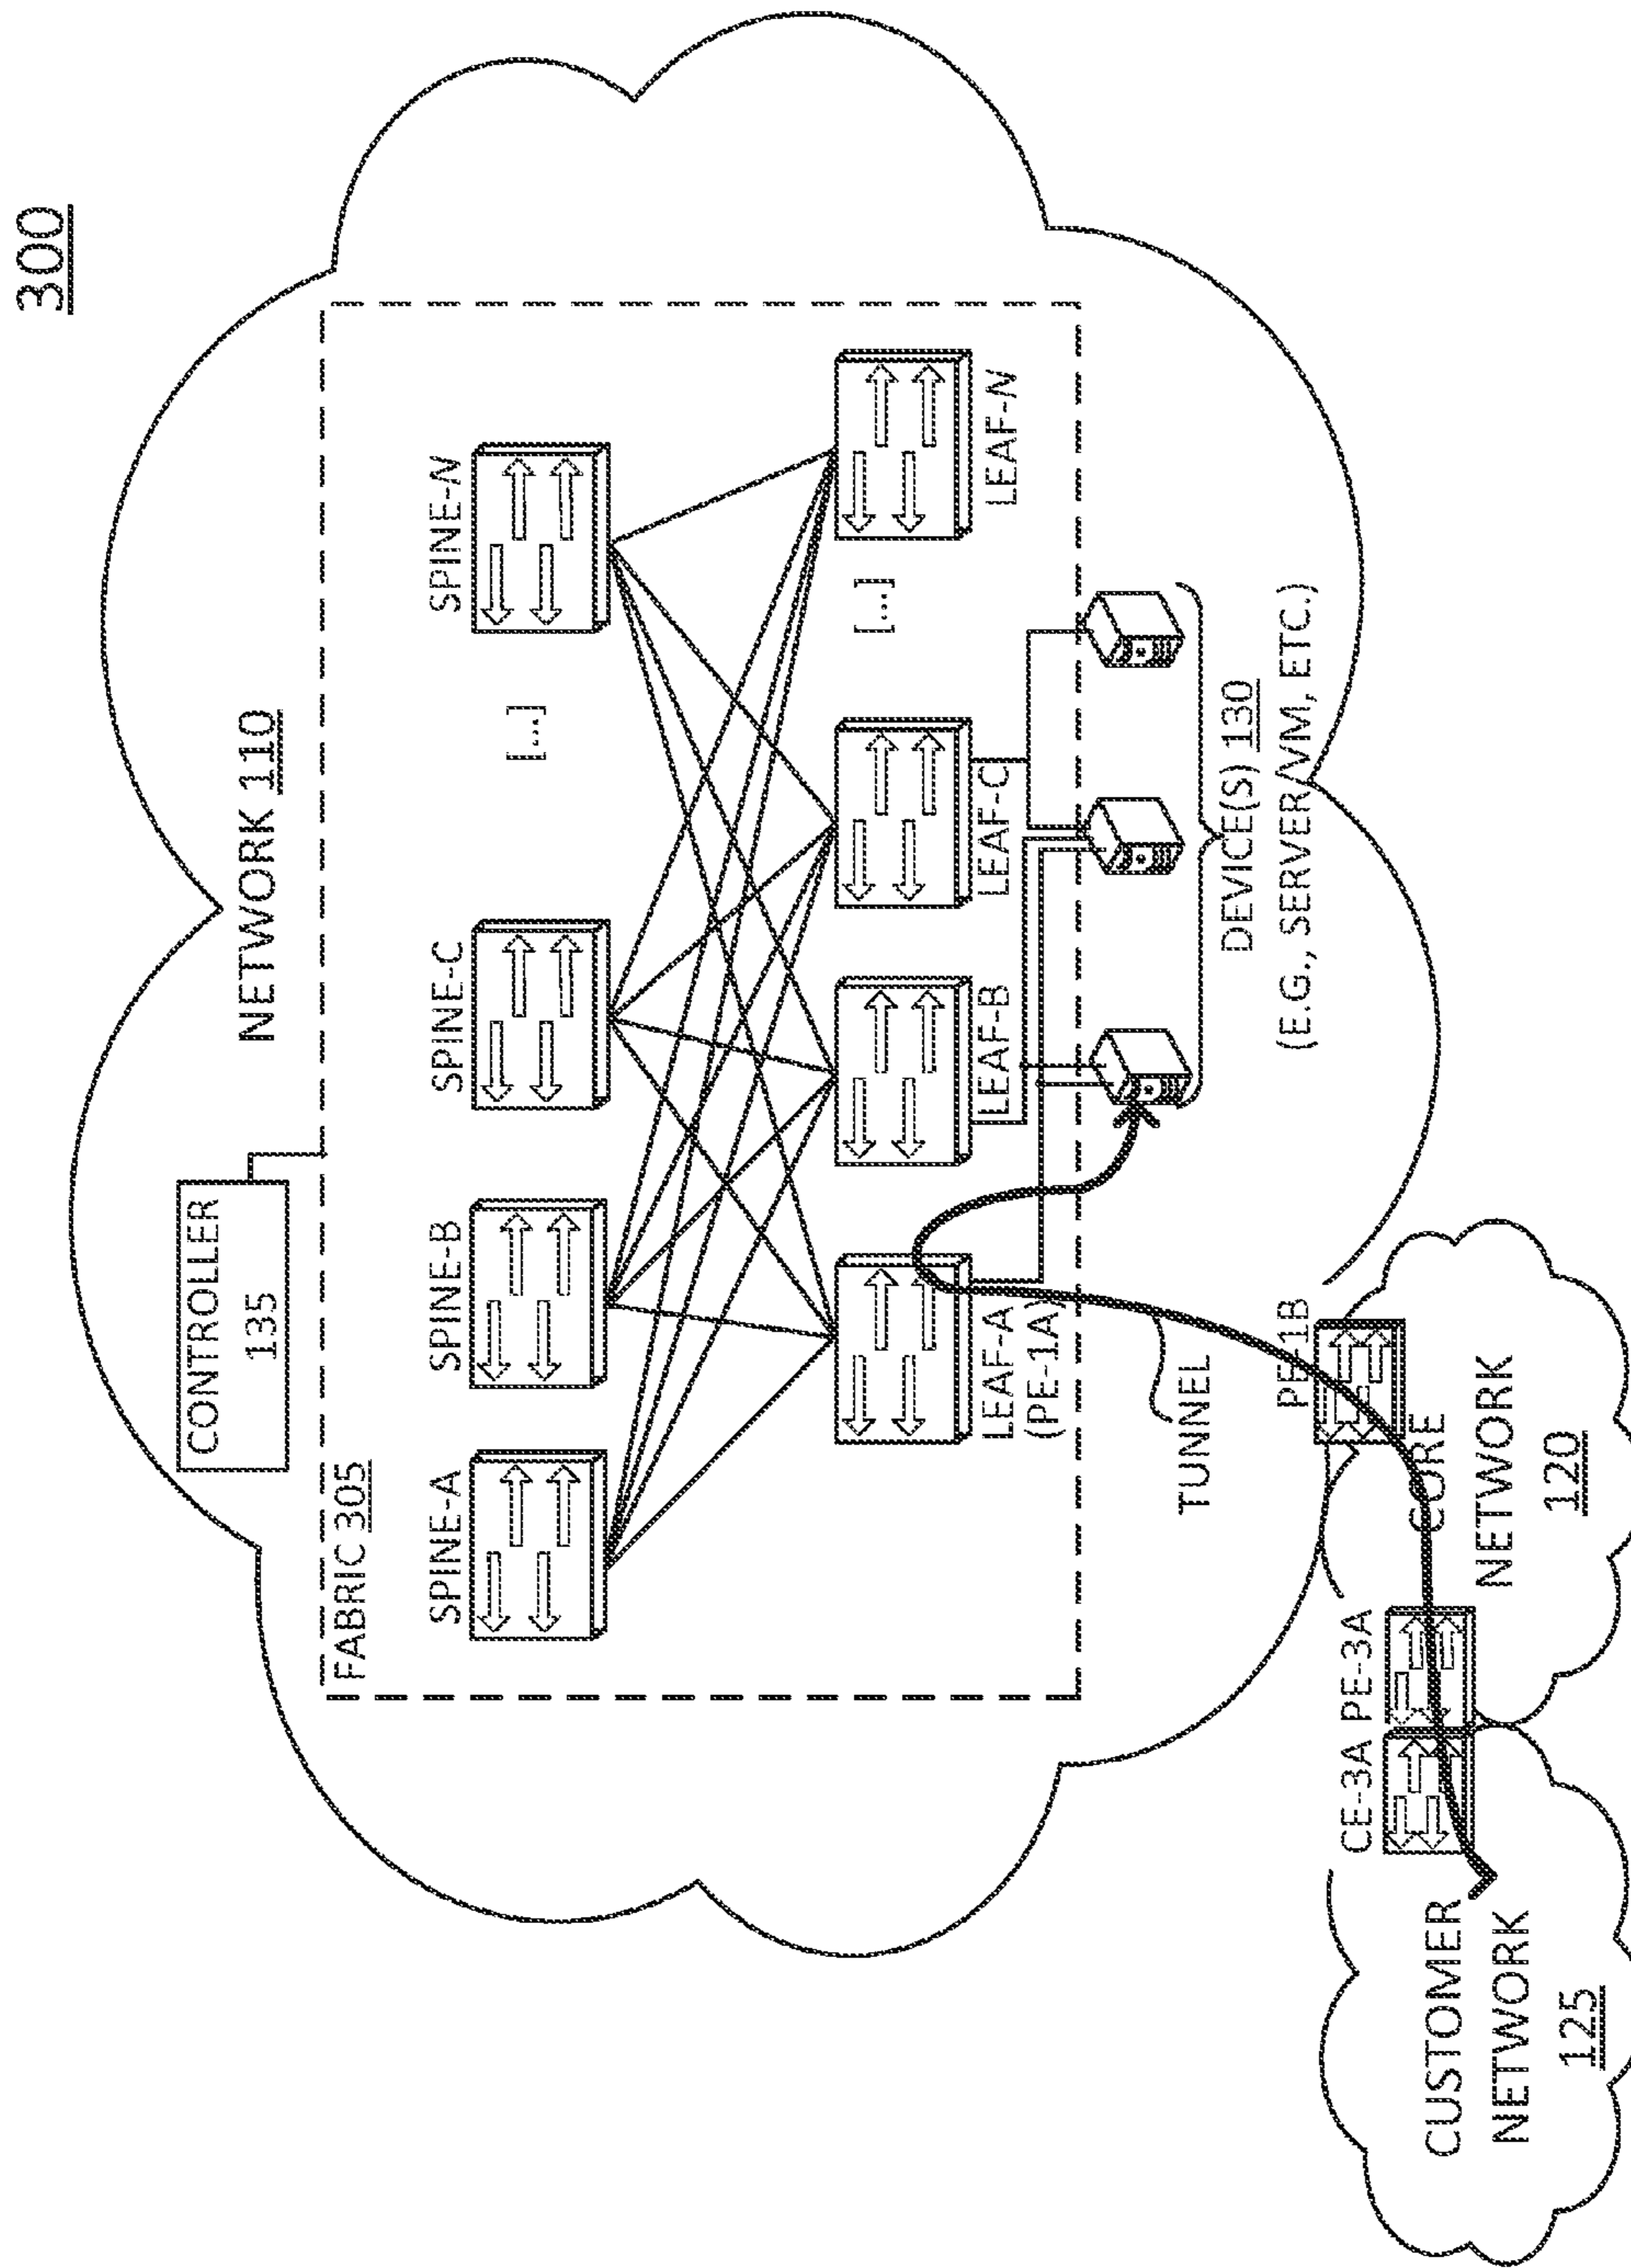 300
NETWORK 110
CONTROLLER
135
FABRIC 305
SPINE-A
SPINE-B
SPINE-C
[...]
SPINE-N
LEAF-A
(PE-1A)
LEAF-B
LEAF-C
[...]
LEAF-N
TUNNEL
DEVICE(S) 130
(E.G., SERVER/VM, ETC.)
PE-1B
CE-3A PE-3A
CORE
NETWORK
120
CUSTOMER
NETWORK
125